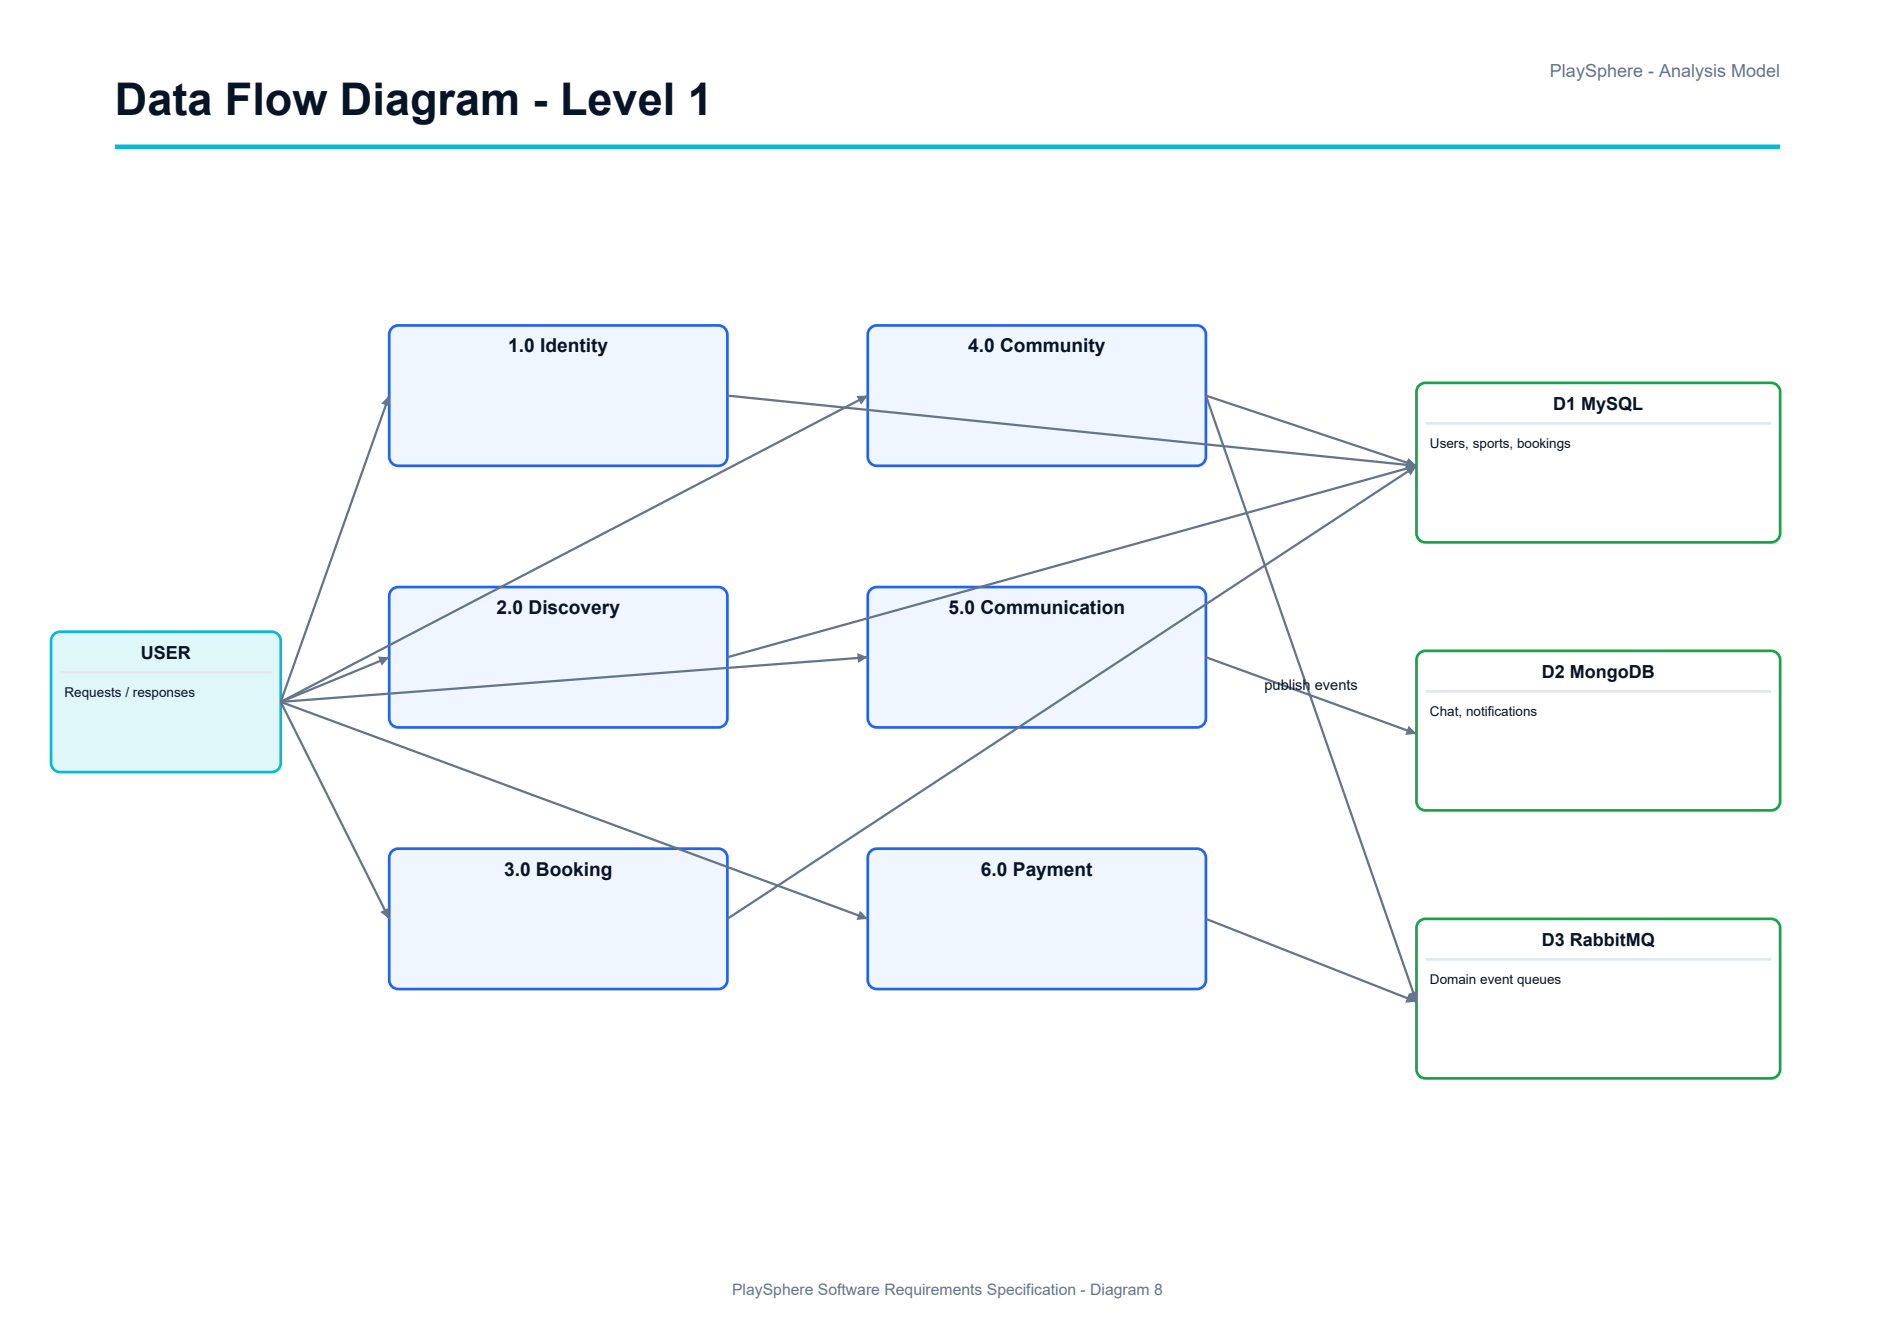 PlaySphere - Analysis Model
Data Flow Diagram - Level 1
1.0 Identity
4.0 Community
D1 MySQL
Users, sports, bookings
2.0 Discovery
5.0 Communication
USER
Requests / responses
publish events
D2 MongoDB
Chat, notifications
3.0 Booking
6.0 Payment
D3 RabbitMQ
Domain event queues
PlaySphere Software Requirements Specification - Diagram 8